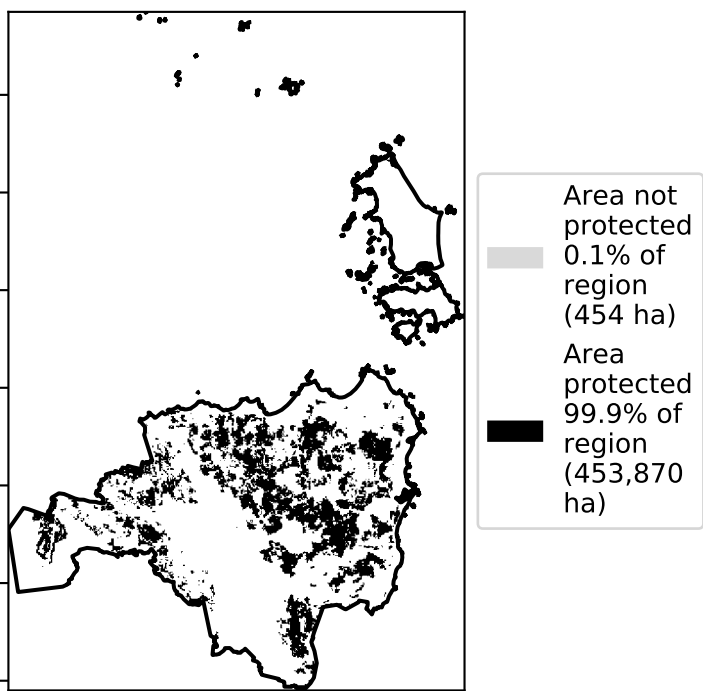 Area not
protected
0.1% of
region
(454 ha)
Area
protected
99.9% of
region
(453,870
ha)